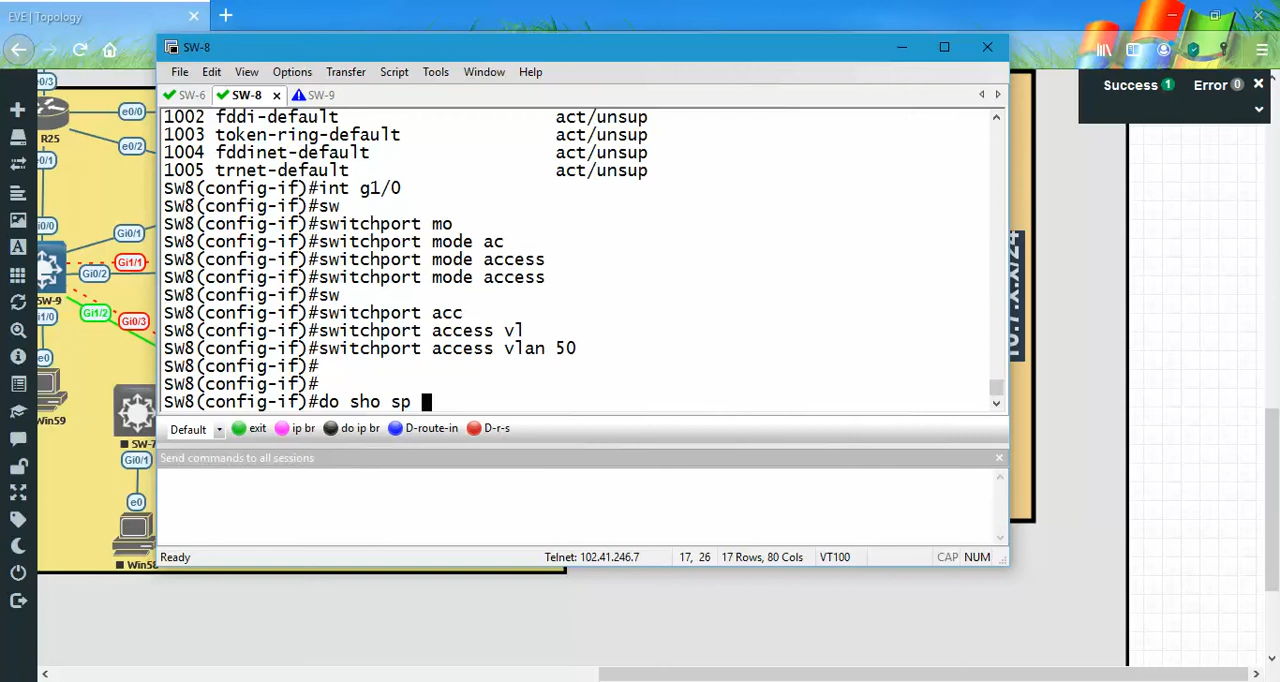 EVE | Topology
SW-8
File Edit View Options Transfer Script Tools Window Help
SW-6 SW-8 SW-9
Success 1 Error 0
1002 fddi-default act/unsup
1003 token-ring-default act/unsup
1004 fddinet-default act/unsup
1005 trnet-default act/unsup
SW8(config-if)#int g1/0
SW8(config-if)#sw
SW8(config-if)#switchport mo
SW8(config-if)#switchport mode ac
SW8(config-if)#switchport mode access
SW8(config-if)#switchport mode access
SW8(config-if)#sw
SW8(config-if)#switchport acc
SW8(config-if)#switchport access vl
SW8(config-if)#switchport access vlan 50
SW8(config-if)#
SW8(config-if)#
SW8(config-if)#do sho sp
Default exit ip br do ip br D-route-in D-r-s
Send commands to all sessions
Ready Telnet: 102.41.246.7 17, 26 17 Rows, 80 Cols VT100 CAP NUM
e0/0
R25
e0/2
Gi0/1
Gi1/1
Gi0/2
SW-9
Gi1/2
Gi0/3
e0
SW-7
Gi0/1
e0